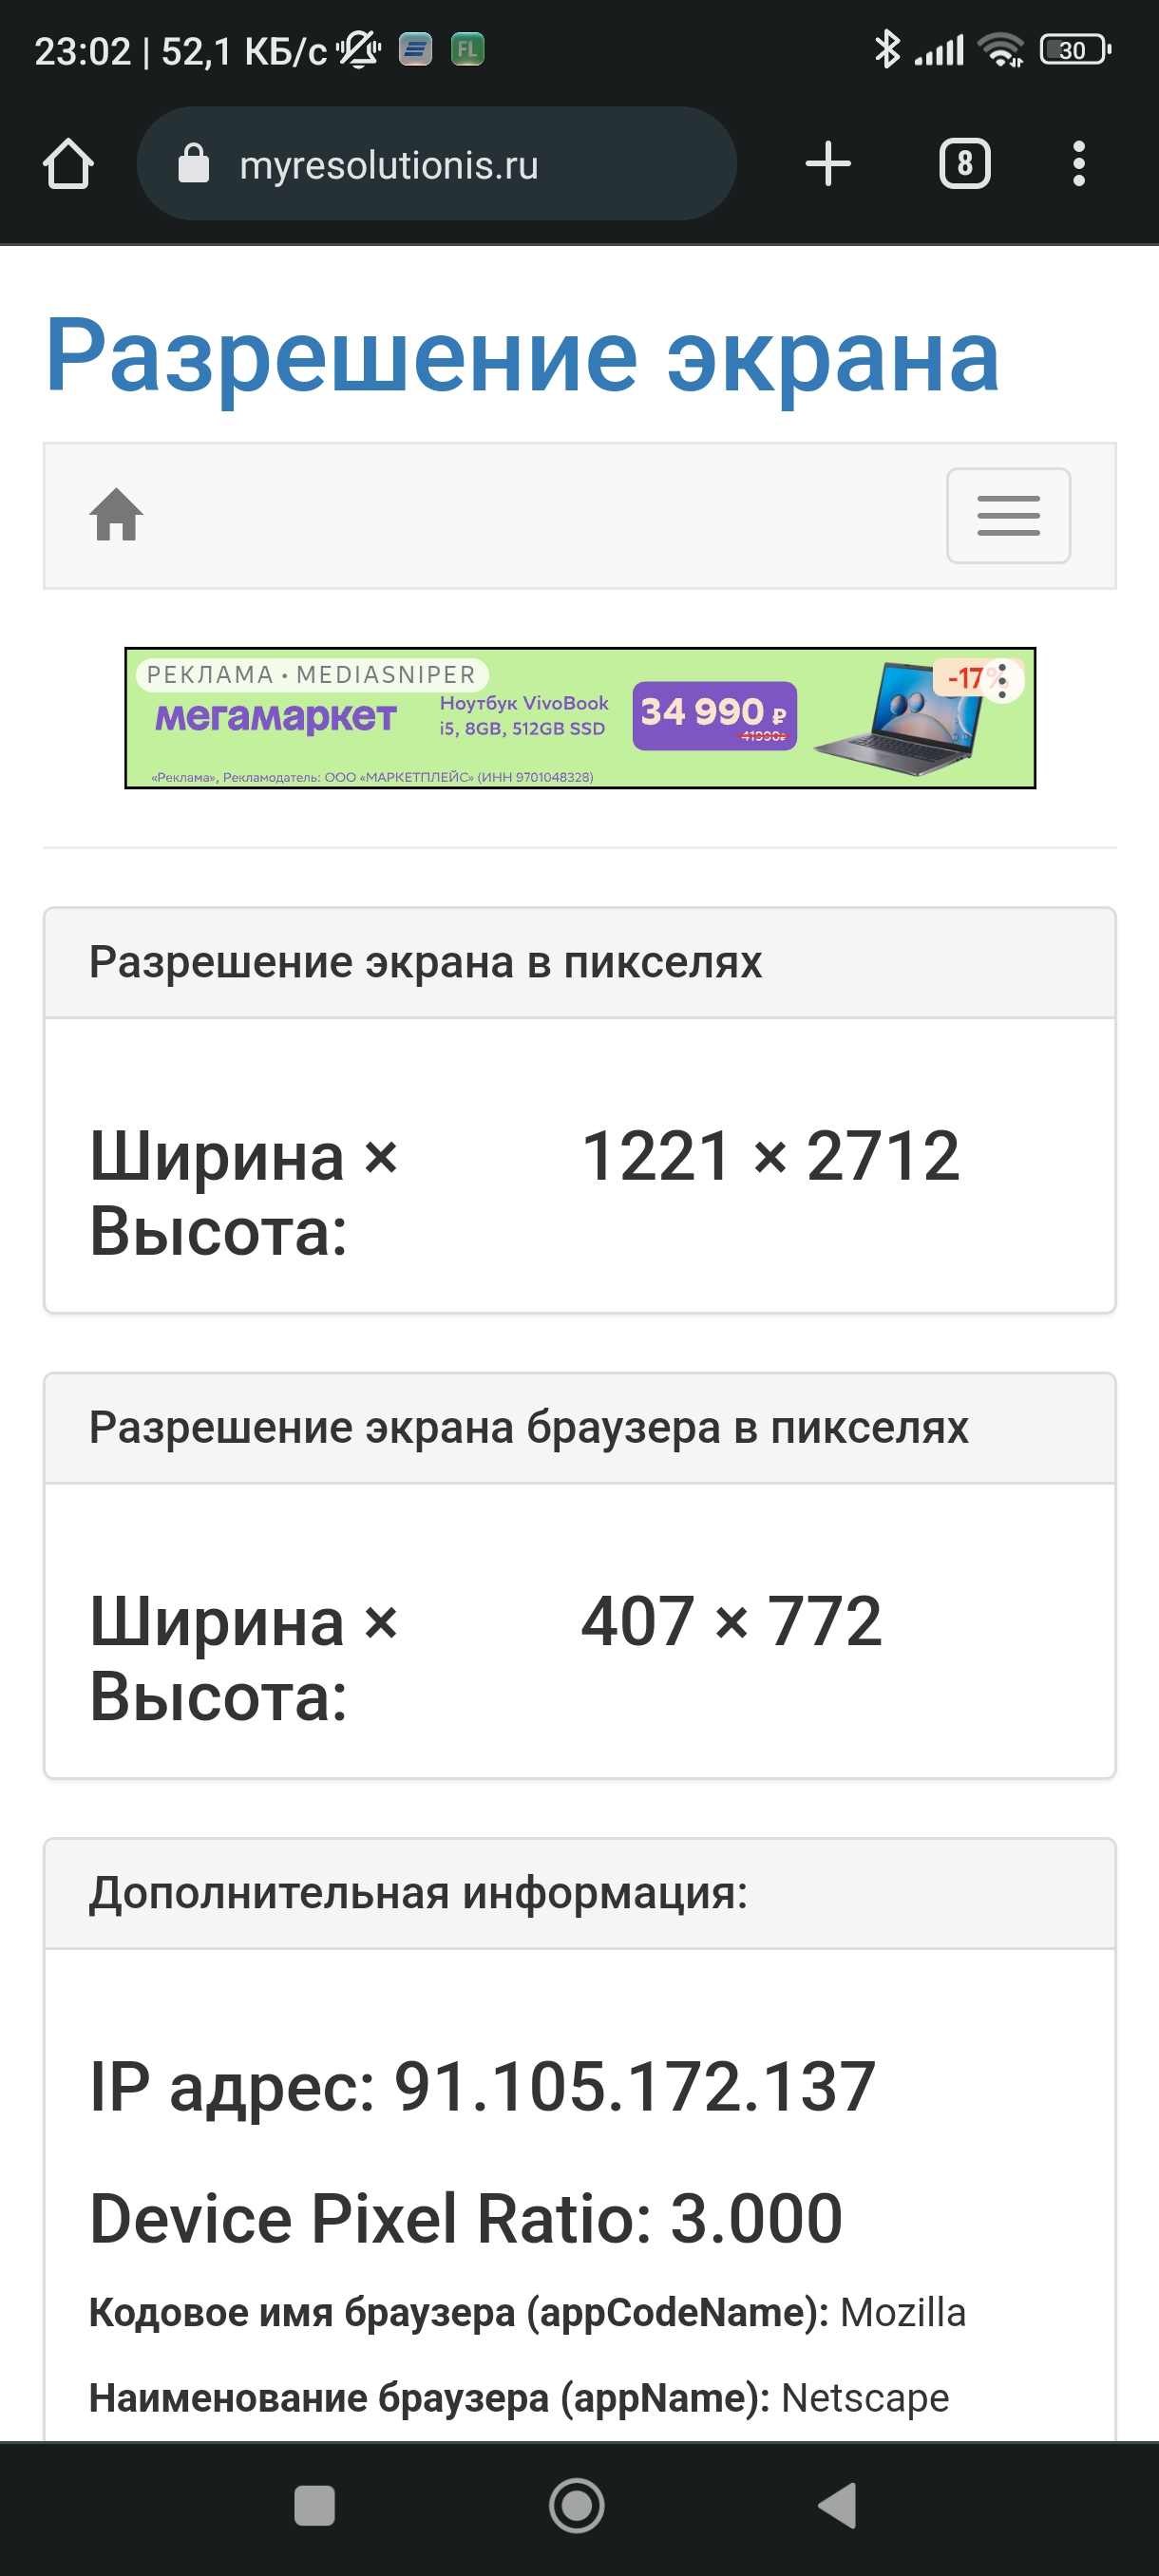 23:02 | 52,1 КБ/с FL 30
myresolutionis.ru 8
Разрешение экрана
РЕКЛАМА • MEDIASNIPER
-17%
мегамаркет
Ноутбук VivoBook
i5, 8GB, 512GB SSD
34 990 ₽
41990₽
«Реклама», Рекламодатель: ООО «МАРКЕТПЛЕЙС» (ИНН 9701048328)
Разрешение экрана в пикселях
Ширина × 1221 × 2712
Высота:
Разрешение экрана браузера в пикселях
Ширина × 407 × 772
Высота:
Дополнительная информация:
IP адрес: 91.105.172.137
Device Pixel Ratio: 3.000
Кодовое имя браузера (appCodeName): Mozilla
Наименование браузера (appName): Netscape